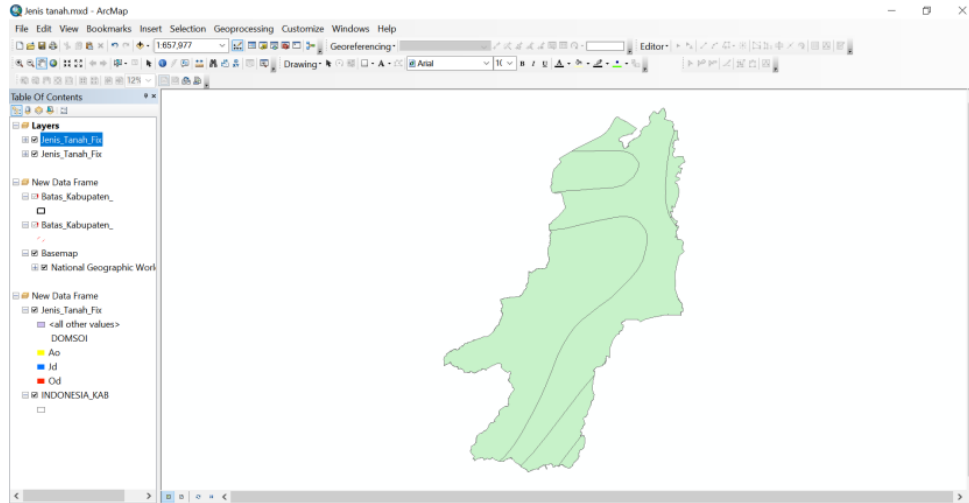 Jenis tanah.mxd - ArcMap
File Edit View Bookmarks Insert Selection Geoprocessing Customize Windows Help
1:657,977 Georeferencing Editor
Drawing Arial B I U A
125
Table Of Contents
Layers
Jenis_Tanah_Fix
Jenis_Tanah_Fix
New Data Frame
Batas_Kabupaten_
Batas_Kabupaten_
Basemap
National Geographic Worl
New Data Frame
Jenis_Tanah_Fix
<all other values>
DOMSOI
Ao
Jd
Od
INDONESIA_KAB